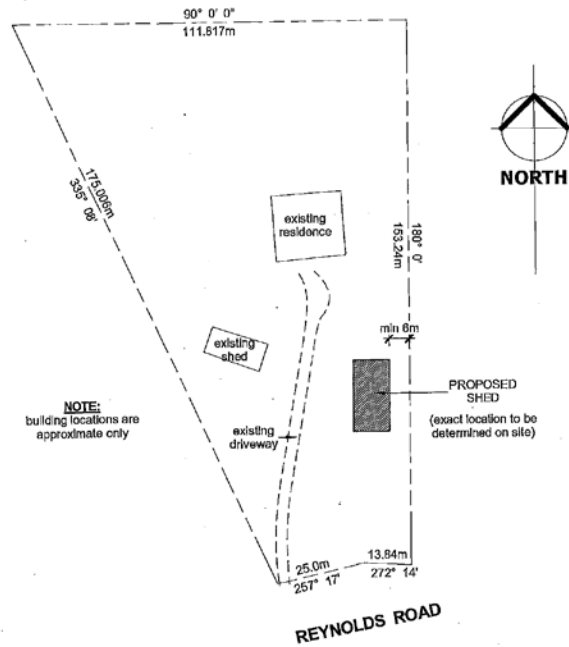 90° 0' 0"
111.617m
NORTH
175.006m
335° 08'
existing
residence
180° 0'
153.24m
min 6m
existing
shed
PROPOSED
SHED
(exact location to be
determined on site)
NOTE:
building locations are
approximate only
existing
driveway
25.0m
257° 17'
13.84m
272° 14'
REYNOLDS ROAD